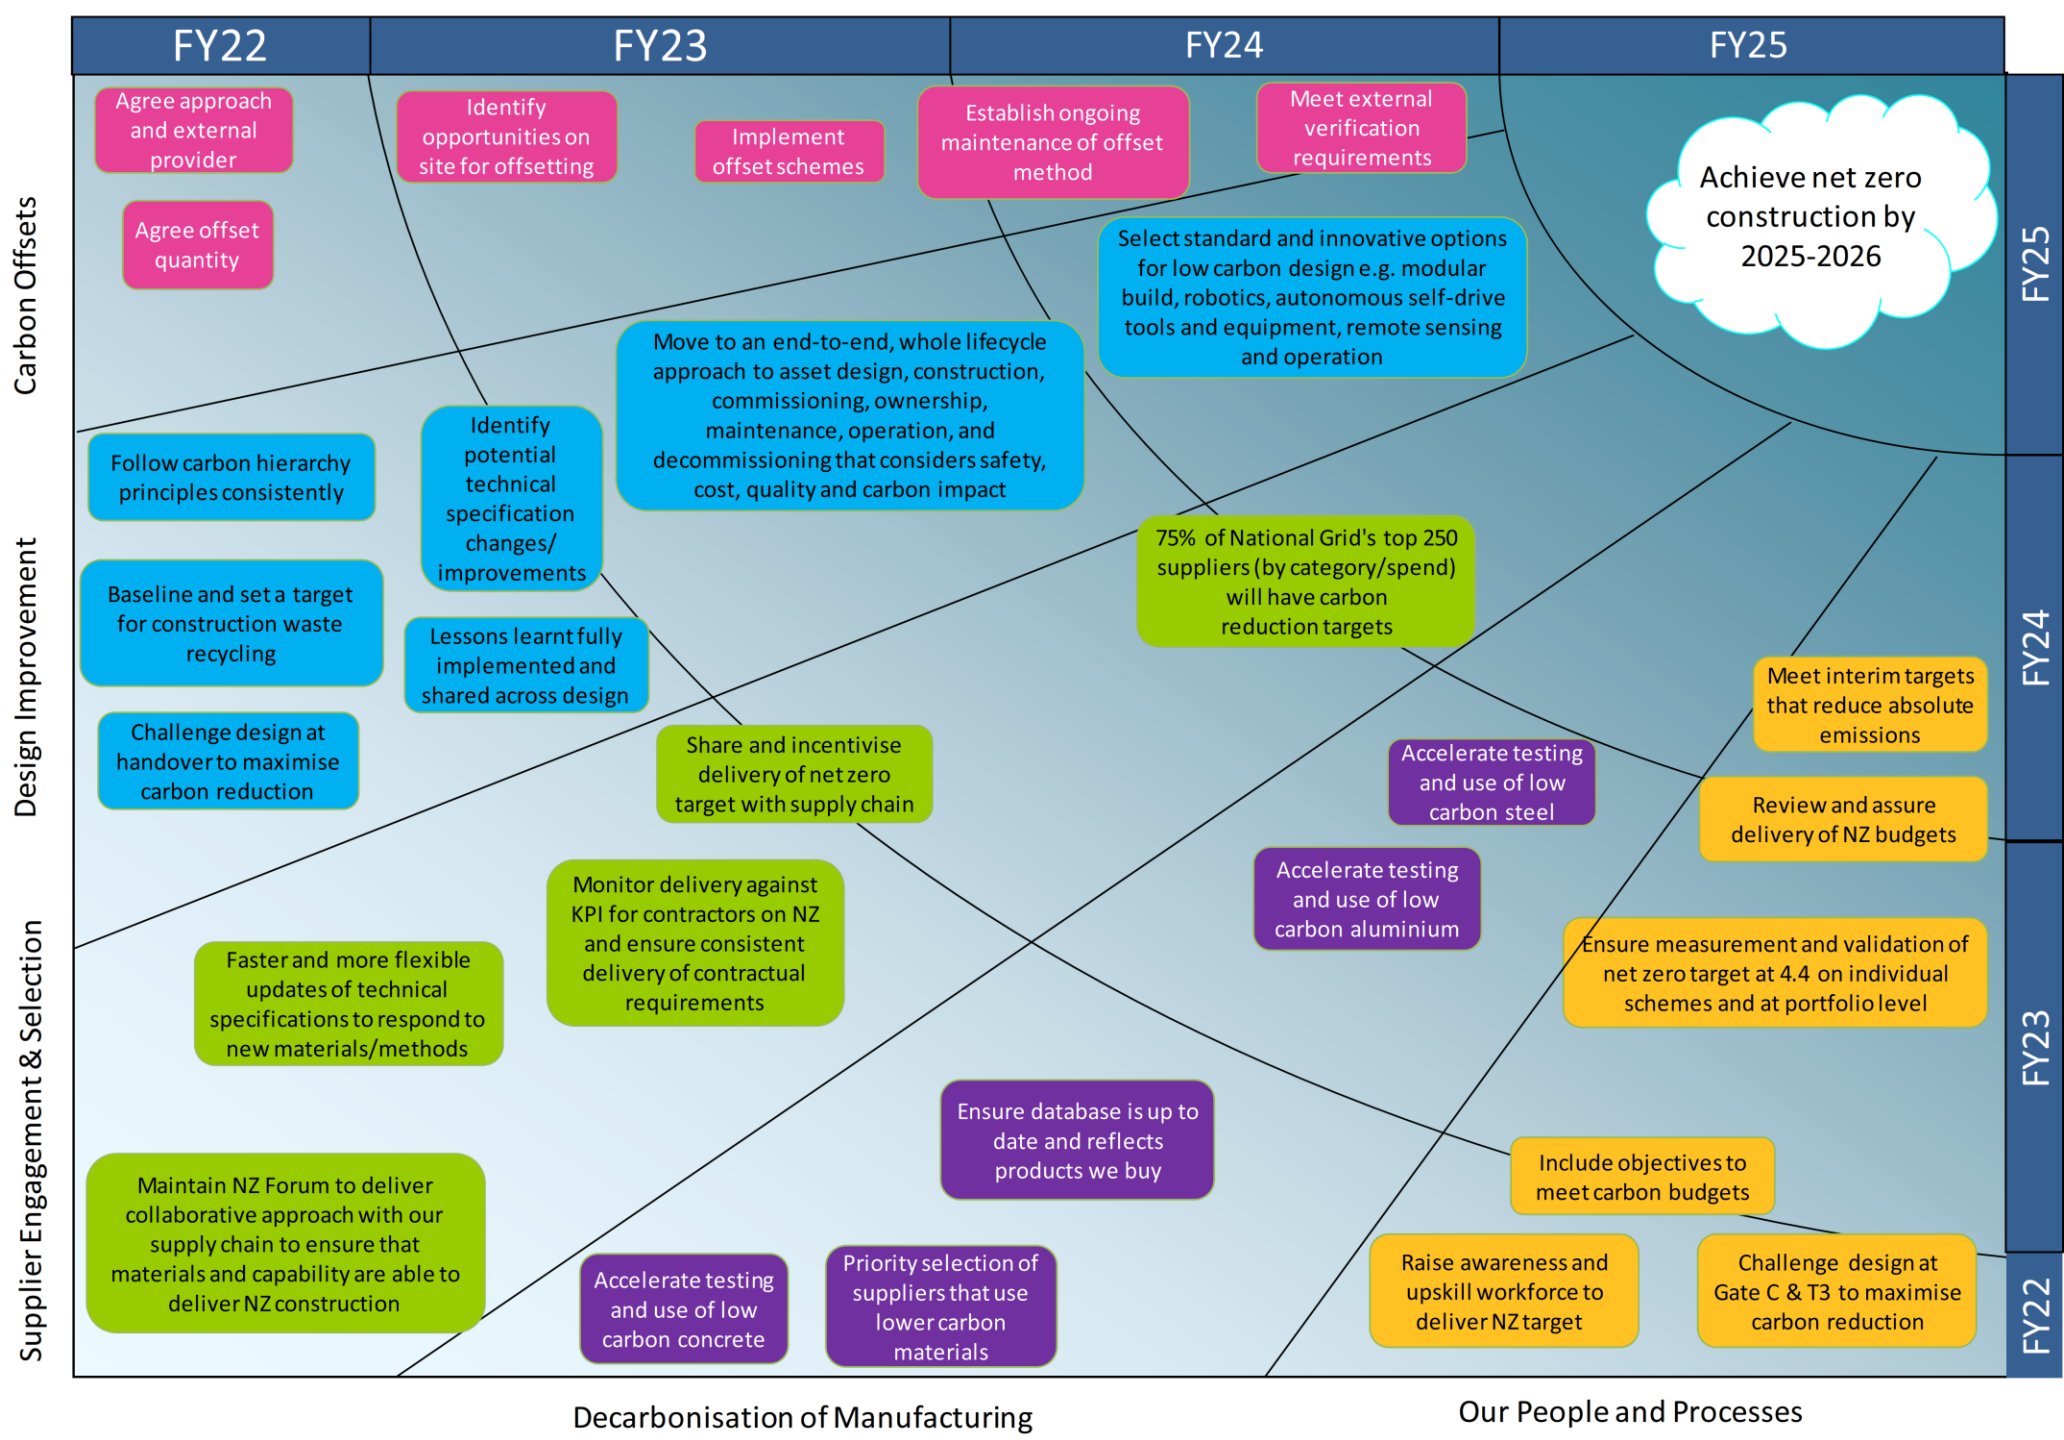 FY22
FY23
FY24
FY25
Agree approach
and external
provider
Agree offset
quantity
Identify
opportunities on
site for offsetting
Implement
offset schemes
Establish ongoing
maintenance of offset
method
Meet external
verification
requirements
Achieve net zero
construction by
2025-2026
Carbon Offsets
Follow carbon hierarchy
principles consistently
Baseline and set a target
for construction waste
recycling
Challenge design at
handover to maximise
carbon reduction
Identify
potential
technical
specification
changes/
improvements
Lessons learnt fully
implemented and
shared across design
Move to an end-to-end, whole lifecycle
approach to asset design, construction,
commissioning, ownership,
maintenance, operation, and
decommissioning that considers safety,
cost, quality and carbon impact
Select standard and innovative options
for low carbon design e.g. modular
build, robotics, autonomous self-drive
tools and equipment, remote sensing
and operation
Design Improvement
75% of National Grid's top 250
suppliers (by category/spend)
will have carbon
reduction targets
Share and incentivise
delivery of net zero
target with supply chain
Monitor delivery against
KPI for contractors on NZ
and ensure consistent
delivery of contractual
requirements
Faster and more flexible
updates of technical
specifications to respond to
new materials/methods
Maintain NZ Forum to deliver
collaborative approach with our
supply chain to ensure that
materials and capability are able to
deliver NZ construction
Supplier Engagement & Selection
Accelerate testing
and use of low
carbon steel
Accelerate testing
and use of low
carbon aluminium
Ensure database is up to
date and reflects
products we buy
Accelerate testing
and use of low
carbon concrete
Priority selection of
suppliers that use
lower carbon
materials
Decarbonisation of Manufacturing
Meet interim targets
that reduce absolute
emissions
Review and assure
delivery of NZ budgets
Ensure measurement and validation of
net zero target at 4.4 on individual
schemes and at portfolio level
Include objectives to
meet carbon budgets
Raise awareness and
upskill workforce to
deliver NZ target
Challenge design at
Gate C & T3 to maximise
carbon reduction
Our People and Processes
FY25
FY24
FY23
FY22